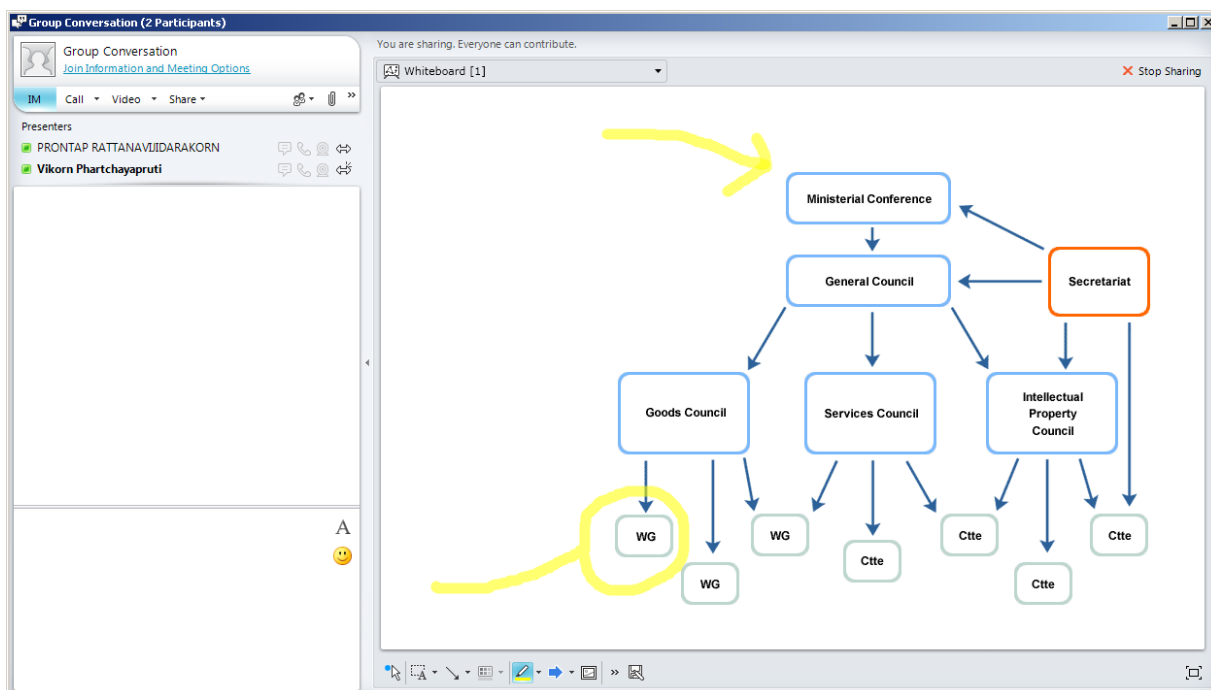 Group Conversation (2 Participants)
Group Conversation
Join Information and Meeting Options
IM Call Video Share
Presenters
PRONTAP RATTANAVIJIDARAKORN
Vikorn Phartchayapruti
A
You are sharing. Everyone can contribute.
Whiteboard [1]
Stop Sharing
Ministerial Conference
General Council
Secretariat
Goods Council
Services Council
Intellectual
Property
Council
WG
WG
WG
Ctte
Ctte
Ctte
Ctte